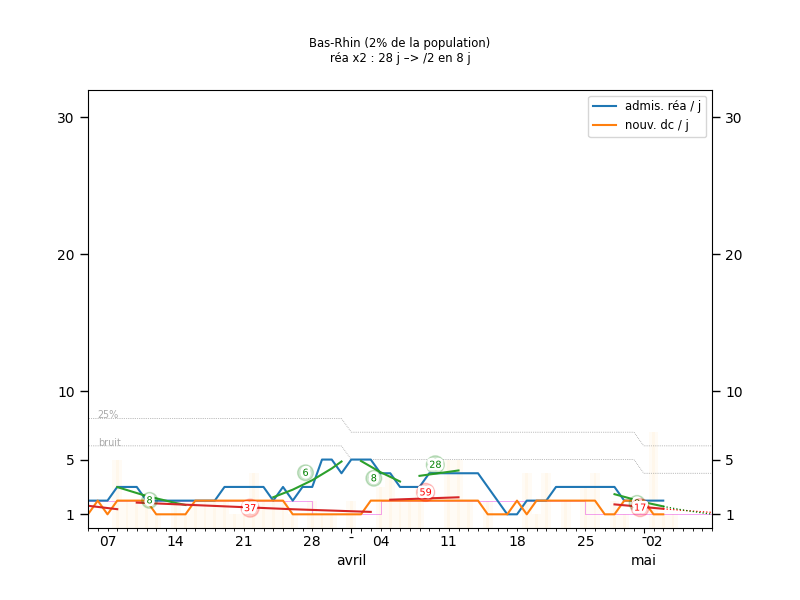 Bas-Rhin (2% de la population)
réa x2 : 28 j –> /2 en 8 j
admis. réa / j
nouv. dc / j
30 30
20 20
10 10
25%
bruit
5 5
6 8 28
8 37 59 17
1 1
07 14 21 28 - 04 11 18 25 -02
avril mai